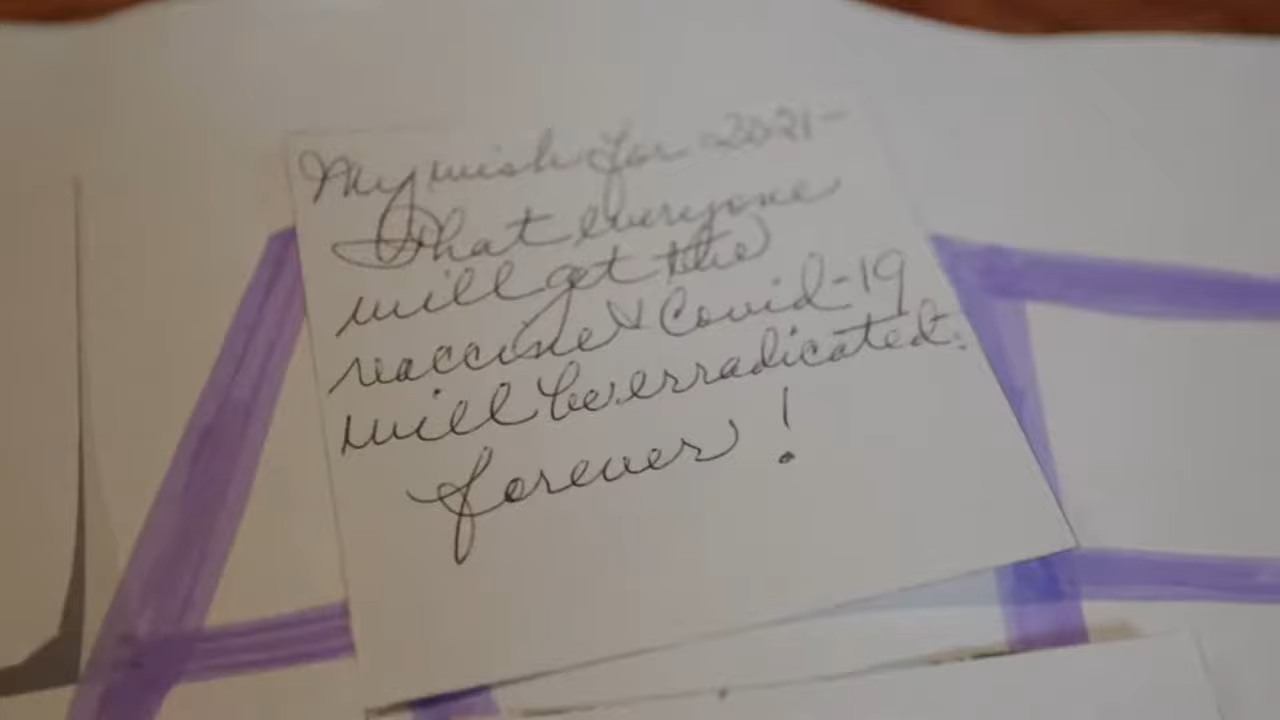 My wish for 2021-
That everyone
will get the
vaccine & Covid-19
will be erradicated.
forever!